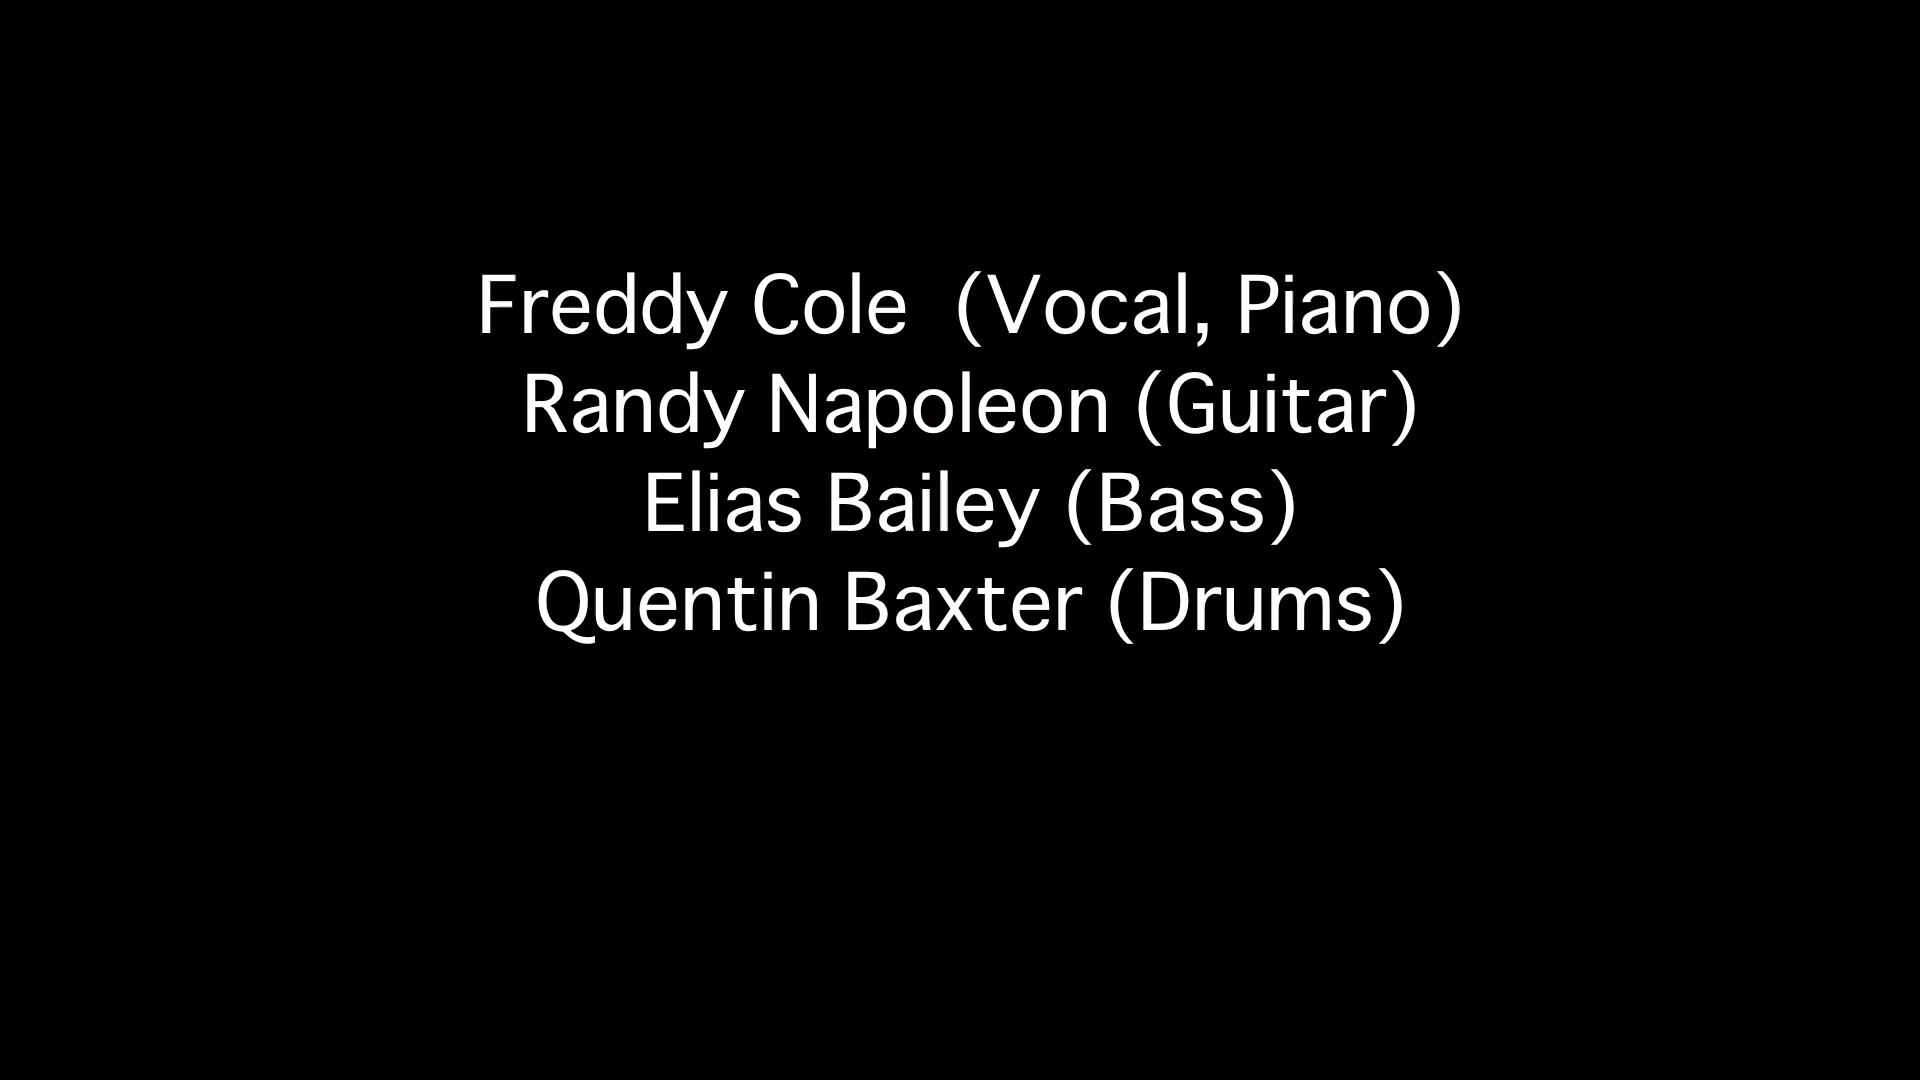 Freddy Cole  (Vocal, Piano)
Randy Napoleon (Guitar)
Elias Bailey (Bass)
Quentin Baxter (Drums)